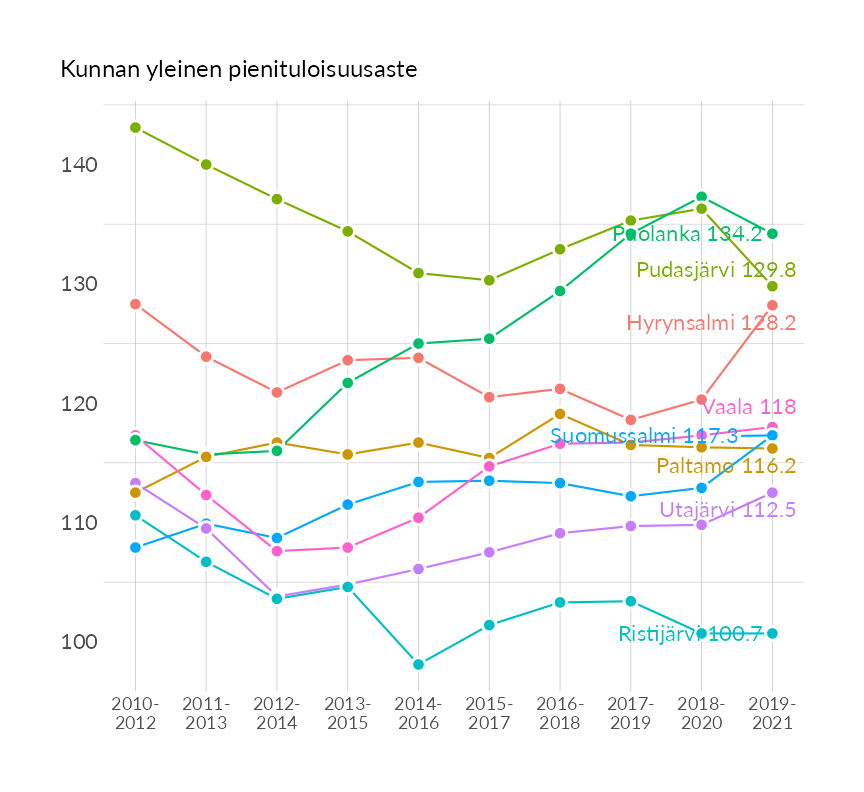 Kunnan yleinen pienituloisuusaste
140
130
120
110
100
Puolanka 134.2
Pudasjärvi 129.8
Hyrynsalmi 128.2
Vaala 118
Suomussalmi 117.3
Paltamo 116.2
Utajärvi 112.5
Ristijärvi 100.7
2010- 2011- 2012- 2013- 2014- 2015- 2016- 2017- 2018- 2019-
2012 2013 2014 2015 2016 2017 2018 2019 2020 2021